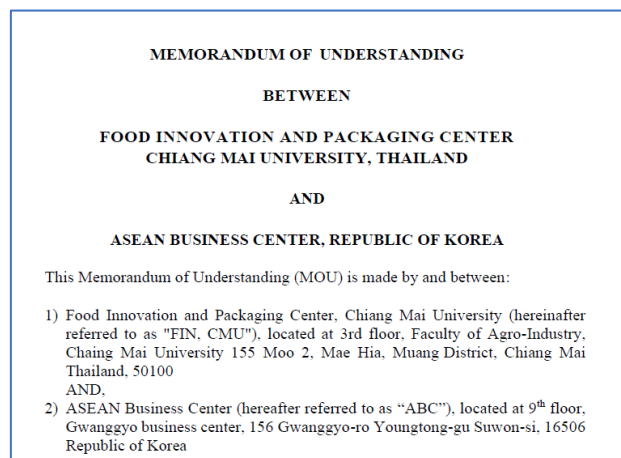 MEMORANDUM OF UNDERSTANDING
BETWEEN
FOOD INNOVATION AND PACKAGING CENTER
CHIANG MAI UNIVERSITY, THAILAND
AND
ASEAN BUSINESS CENTER, REPUBLIC OF KOREA
This Memorandum of Understanding (MOU) is made by and between:
1) Food Innovation and Packaging Center, Chiang Mai University (hereinafter
referred to as "FIN, CMU"), located at 3rd floor, Faculty of Agro-Industry,
Chaing Mai University 155 Moo 2, Mae Hia, Muang District, Chiang Mai
Thailand, 50100
AND,
2) ASEAN Business Center (hereafter referred to as “ABC”), located at 9th floor,
Gwanggyo business center, 156 Gwanggyo-ro Youngtong-gu Suwon-si, 16506
Republic of Korea